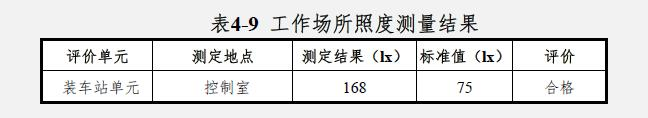 表4-9 工作场所照度测量结果
评价单元 测定地点 测定结果（lx） 标准值（lx） 评价
装车站单元 控制室 168 75 合格